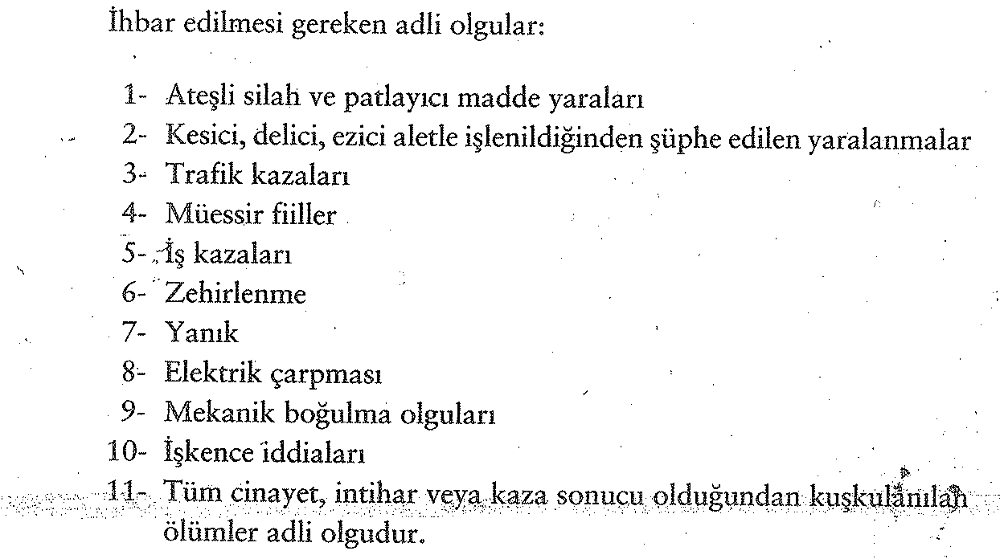 İhbar edilmesi gereken adli olgular:
1- Ateşli silah ve patlayıcı madde yaraları
2- Kesici, delici, ezici aletle işlenildiğinden şüphe edilen yaralanmalar
3- Trafik kazaları
4- Müessir fiiller
5- İş kazaları
6- Zehirlenme
7- Yanık
8- Elektrik çarpması
9- Mekanik boğulma olguları
10- İşkence iddiaları
11- Tüm cinayet, intihar veya kaza sonucu olduğundan kuşkulanılan
ölümler adli olgudur.